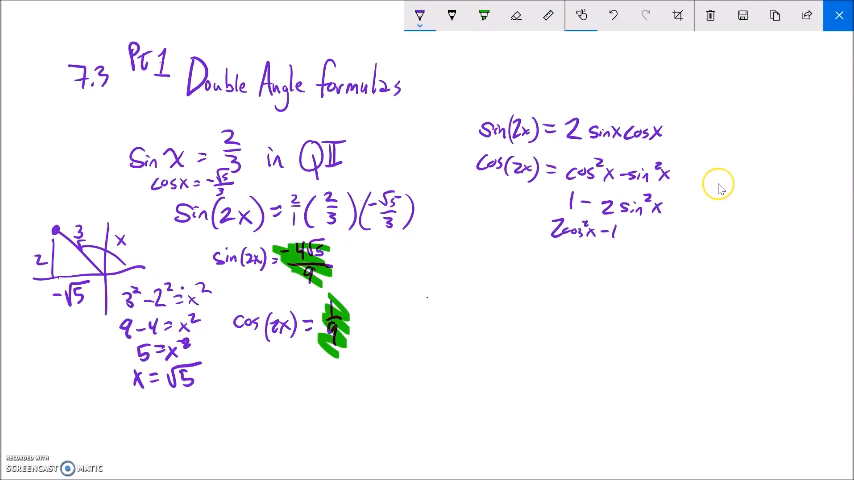 7.3 Pt 1 Double Angle formulas
sin x = 2/3 in QII
cosx = -√5/3
sin(2x) = 2/1 (2/3)(-√5/3)
sin(2x) = -4√5/9
cos(2x) = 1/9
3
x
2
-√5
3² - 2² = x²
9 - 4 = x²
5 = x²
x = √5
sin(2x) = 2 sinx cosx
cos(2x) = cos²x - sin²x
1 - 2 sin²x
2cos²x - 1
RECORDED WITH
SCREENCAST MATIC